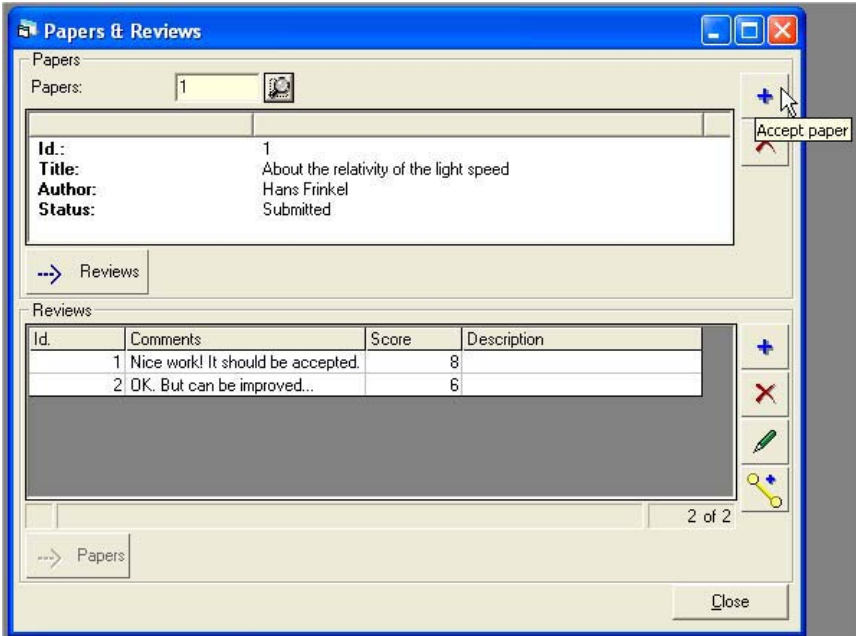 Papers & Reviews
Papers
Papers: 1
Accept paper
Id.: 1
Title: About the relativity of the light speed
Author: Hans Frinkel
Status: Submitted
---> Reviews
Reviews
Id. Comments Score Description
1 Nice work! It should be accepted. 8
2 OK. But can be improved... 6
2 of 2
---> Papers
Close